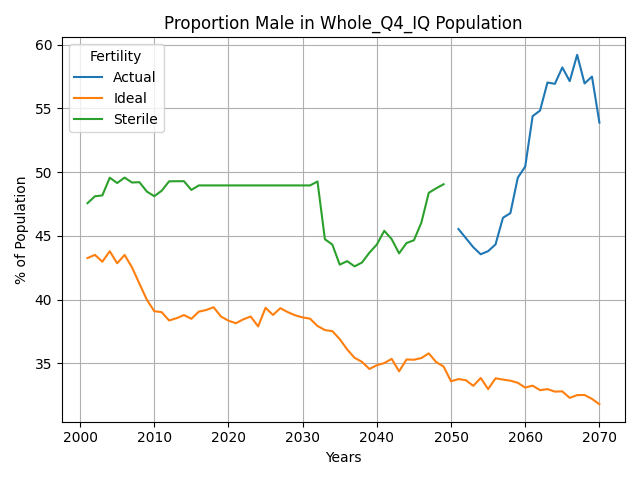 Proportion Male in Whole_Q4_IQ Population
Fertility
Actual
Ideal
Sterile
60
55
50
45
40
35
% of Population
2000 2010 2020 2030 2040 2050 2060 2070
Years